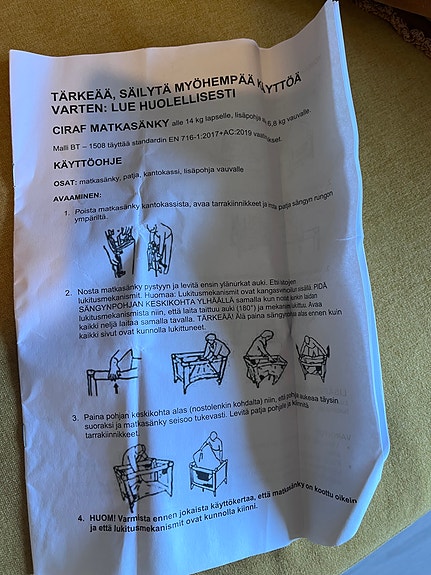 TÄRKEÄÄ, SÄILYTÄ MYÖHEMPÄÄ KÄYTTÖÄ
VARTEN: LUE HUOLELLISESTI
CIRAF MATKASÄNKY alle 14 kg lapselle, lisäpohja alle 6,8 kg vauvalle
Malli BT – 1508 täyttää standardin EN 716-1:2017+AC:2019 vaatimukset.
KÄYTTÖOHJE
OSAT: matkasänky, patja, kantokassi, lisäpohja vauvalle
AVAAMINEN:
1. Poista matkasänky kantokassista, avaa tarrakiinnikkeet ja ota patja sängyn rungon
ympäriltä.
2. Nosta matkasänky pystyyn ja levitä ensin ylänurkat auki. Etsi
lukitusmekanismit. Huomaa: Lukitusmekanismit ovat kangasverhoilun sisällä. PIDÄ
SÄNGYNPOHJAN KESKIKOHTA YLHÄÄLLÄ samalla kun nostat laidan
lukitusmekanismista niin, että laita taittuu auki (180°) ja mekanismi lukittuu. Avaa
kaikki neljä laitaa samalla tavalla. TÄRKEÄÄ! Älä paina sängynpohjaa alas ennen kuin
kaikki sivut ovat kunnolla lukittuneet.
3. Paina pohjan keskikohta alas (nostolenkin kohdalta) niin, että pohja aukeaa täysin
suoraksi ja matkasänky seisoo tukevasti. Levitä patja pohjalle ja kiinnitä
tarrakiinnikkeet.
4. HUOM! Varmista ennen jokaista käyttökertaa, että matkasänky on koottu oikein
ja että lukitusmekanismit ovat kunnolla kiinni.